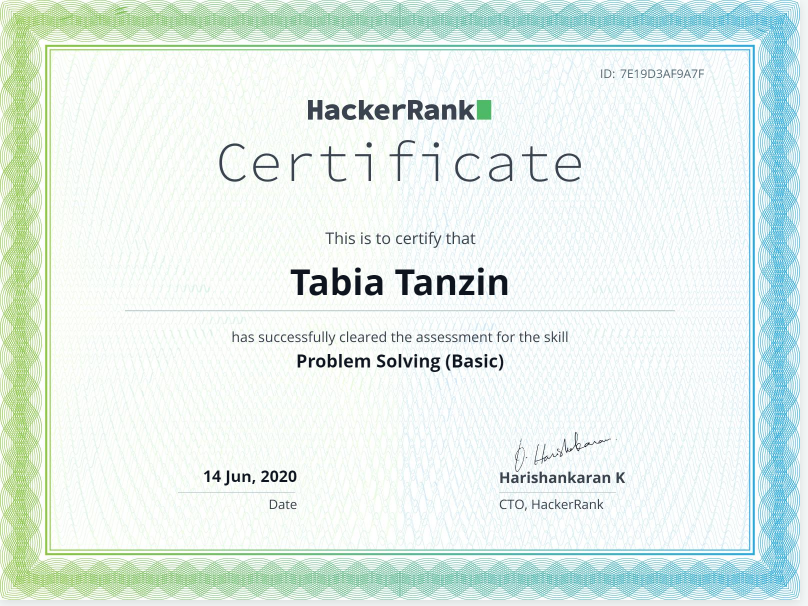 ID: 7E19D3AF9A7F
HackerRank
Certificate
This is to certify that
Tabia Tanzin
has successfully cleared the assessment for the skill
Problem Solving (Basic)
14 Jun, 2020
Date
Harishankaran K
CTO, HackerRank